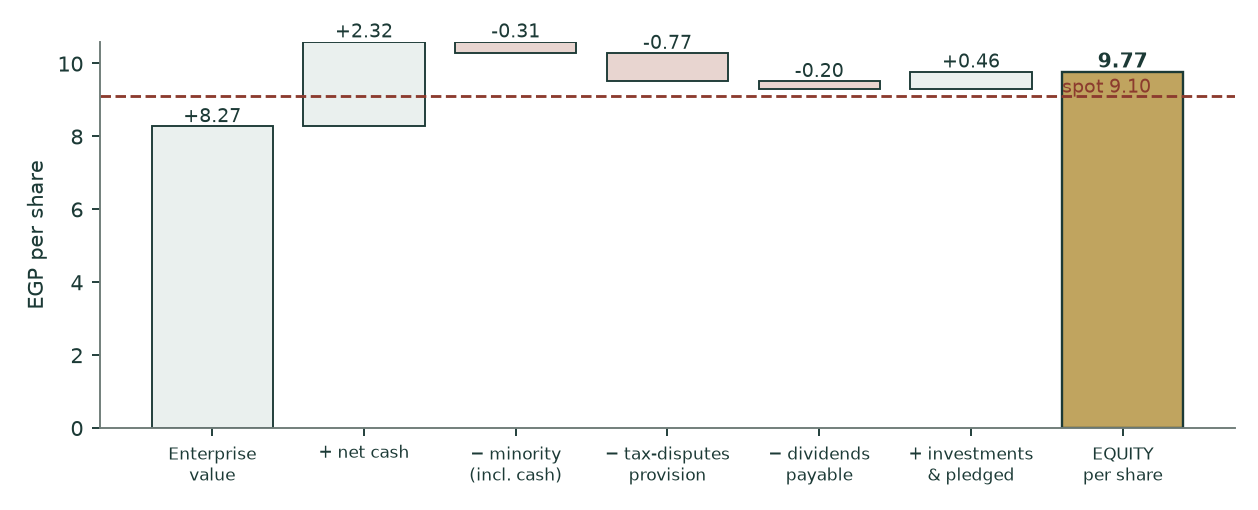 +2.32
-0.31
-0.77
-0.20
+0.46
9.77
spot 9.10
+8.27
EGP per share
10
8
6
4
2
0
Enterprise
value
+ net cash
− minority
(incl. cash)
− tax-disputes
provision
− dividends
payable
+ investments
& pledged
EQUITY
per share